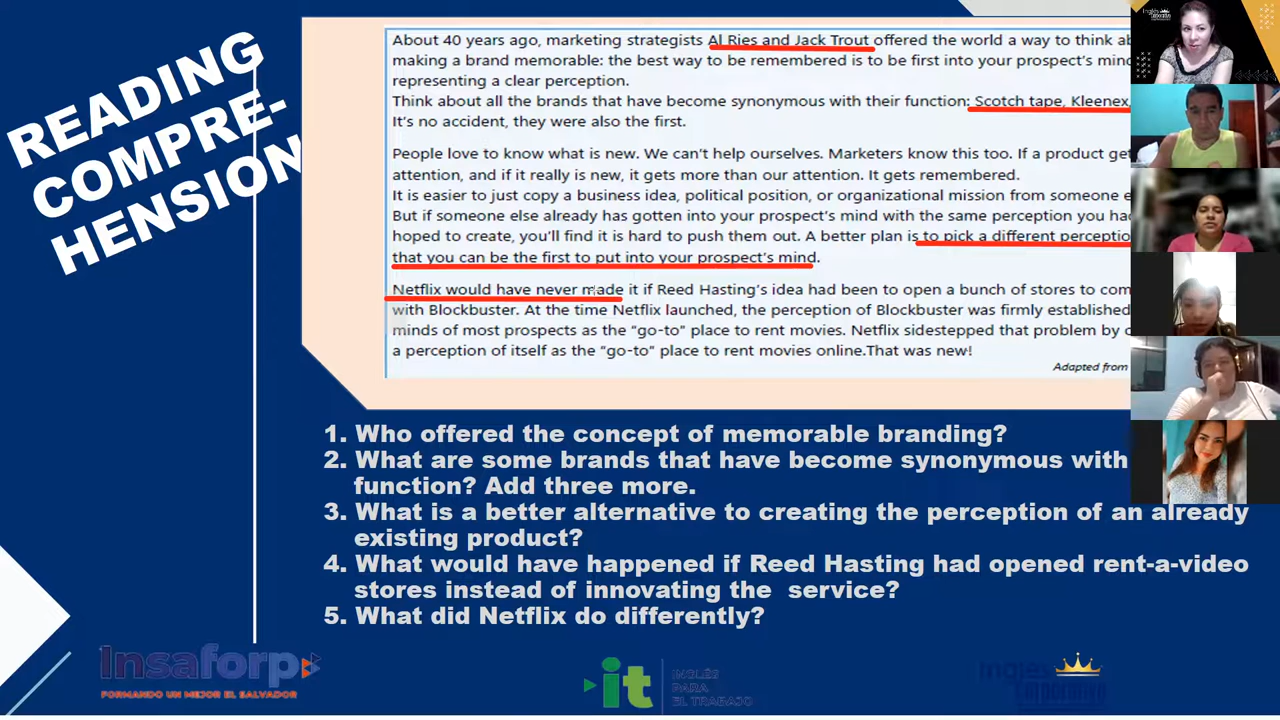 READING
COMPRE-
HENSION
About 40 years ago, marketing strategists Al Ries and Jack Trout offered the world a way to think
making a brand memorable: the best way to be remembered is to be first into your prospect's mind
representing a clear perception.
Think about all the brands that have become synonymous with their function: Scotch tape, Kleenex,
It's no accident, they were also the first.
People love to know what is new. We can't help ourselves. Marketers know this too. If a product
attention, and if it really is new, it gets more than our attention. It gets remembered.
It is easier to just copy a business idea, political position, or organizational mission from someone
But if someone else already has gotten into your prospect's mind with the same perception you
hoped to create, you'll find it is hard to push them out. A better plan is to pick a different
that you can be the first to put into your prospect's mind.
Netflix would have never made it if Reed Hasting's idea had been to open a bunch of stores to
with Blockbuster. At the time Netflix launched, the perception of Blockbuster was firmly established
minds of most prospects as the "go-to" place to rent movies. Netflix sidestepped that problem by
a perception of itself as the "go-to" place to rent movies online.That was new!
Adapted from
1. Who offered the concept of memorable branding?
2. What are some brands that have become synonymous with
function? Add three more.
3. What is a better alternative to creating the perception of an already
existing product?
4. What would have happened if Reed Hasting had opened rent-a-video
stores instead of innovating the service?
5. What did Netflix do differently?
Insaforp
FORMANDO UN MEJOR EL SALVADOR
it
INGLÉS
PARA
EL TRABAJO